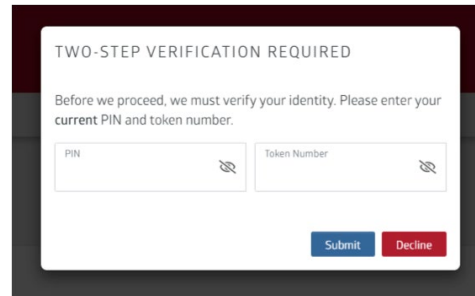 TWO-STEP VERIFICATION REQUIRED
Before we proceed, we must verify your identity. Please enter your
current PIN and token number.
PIN
Token Number
Submit
Decline